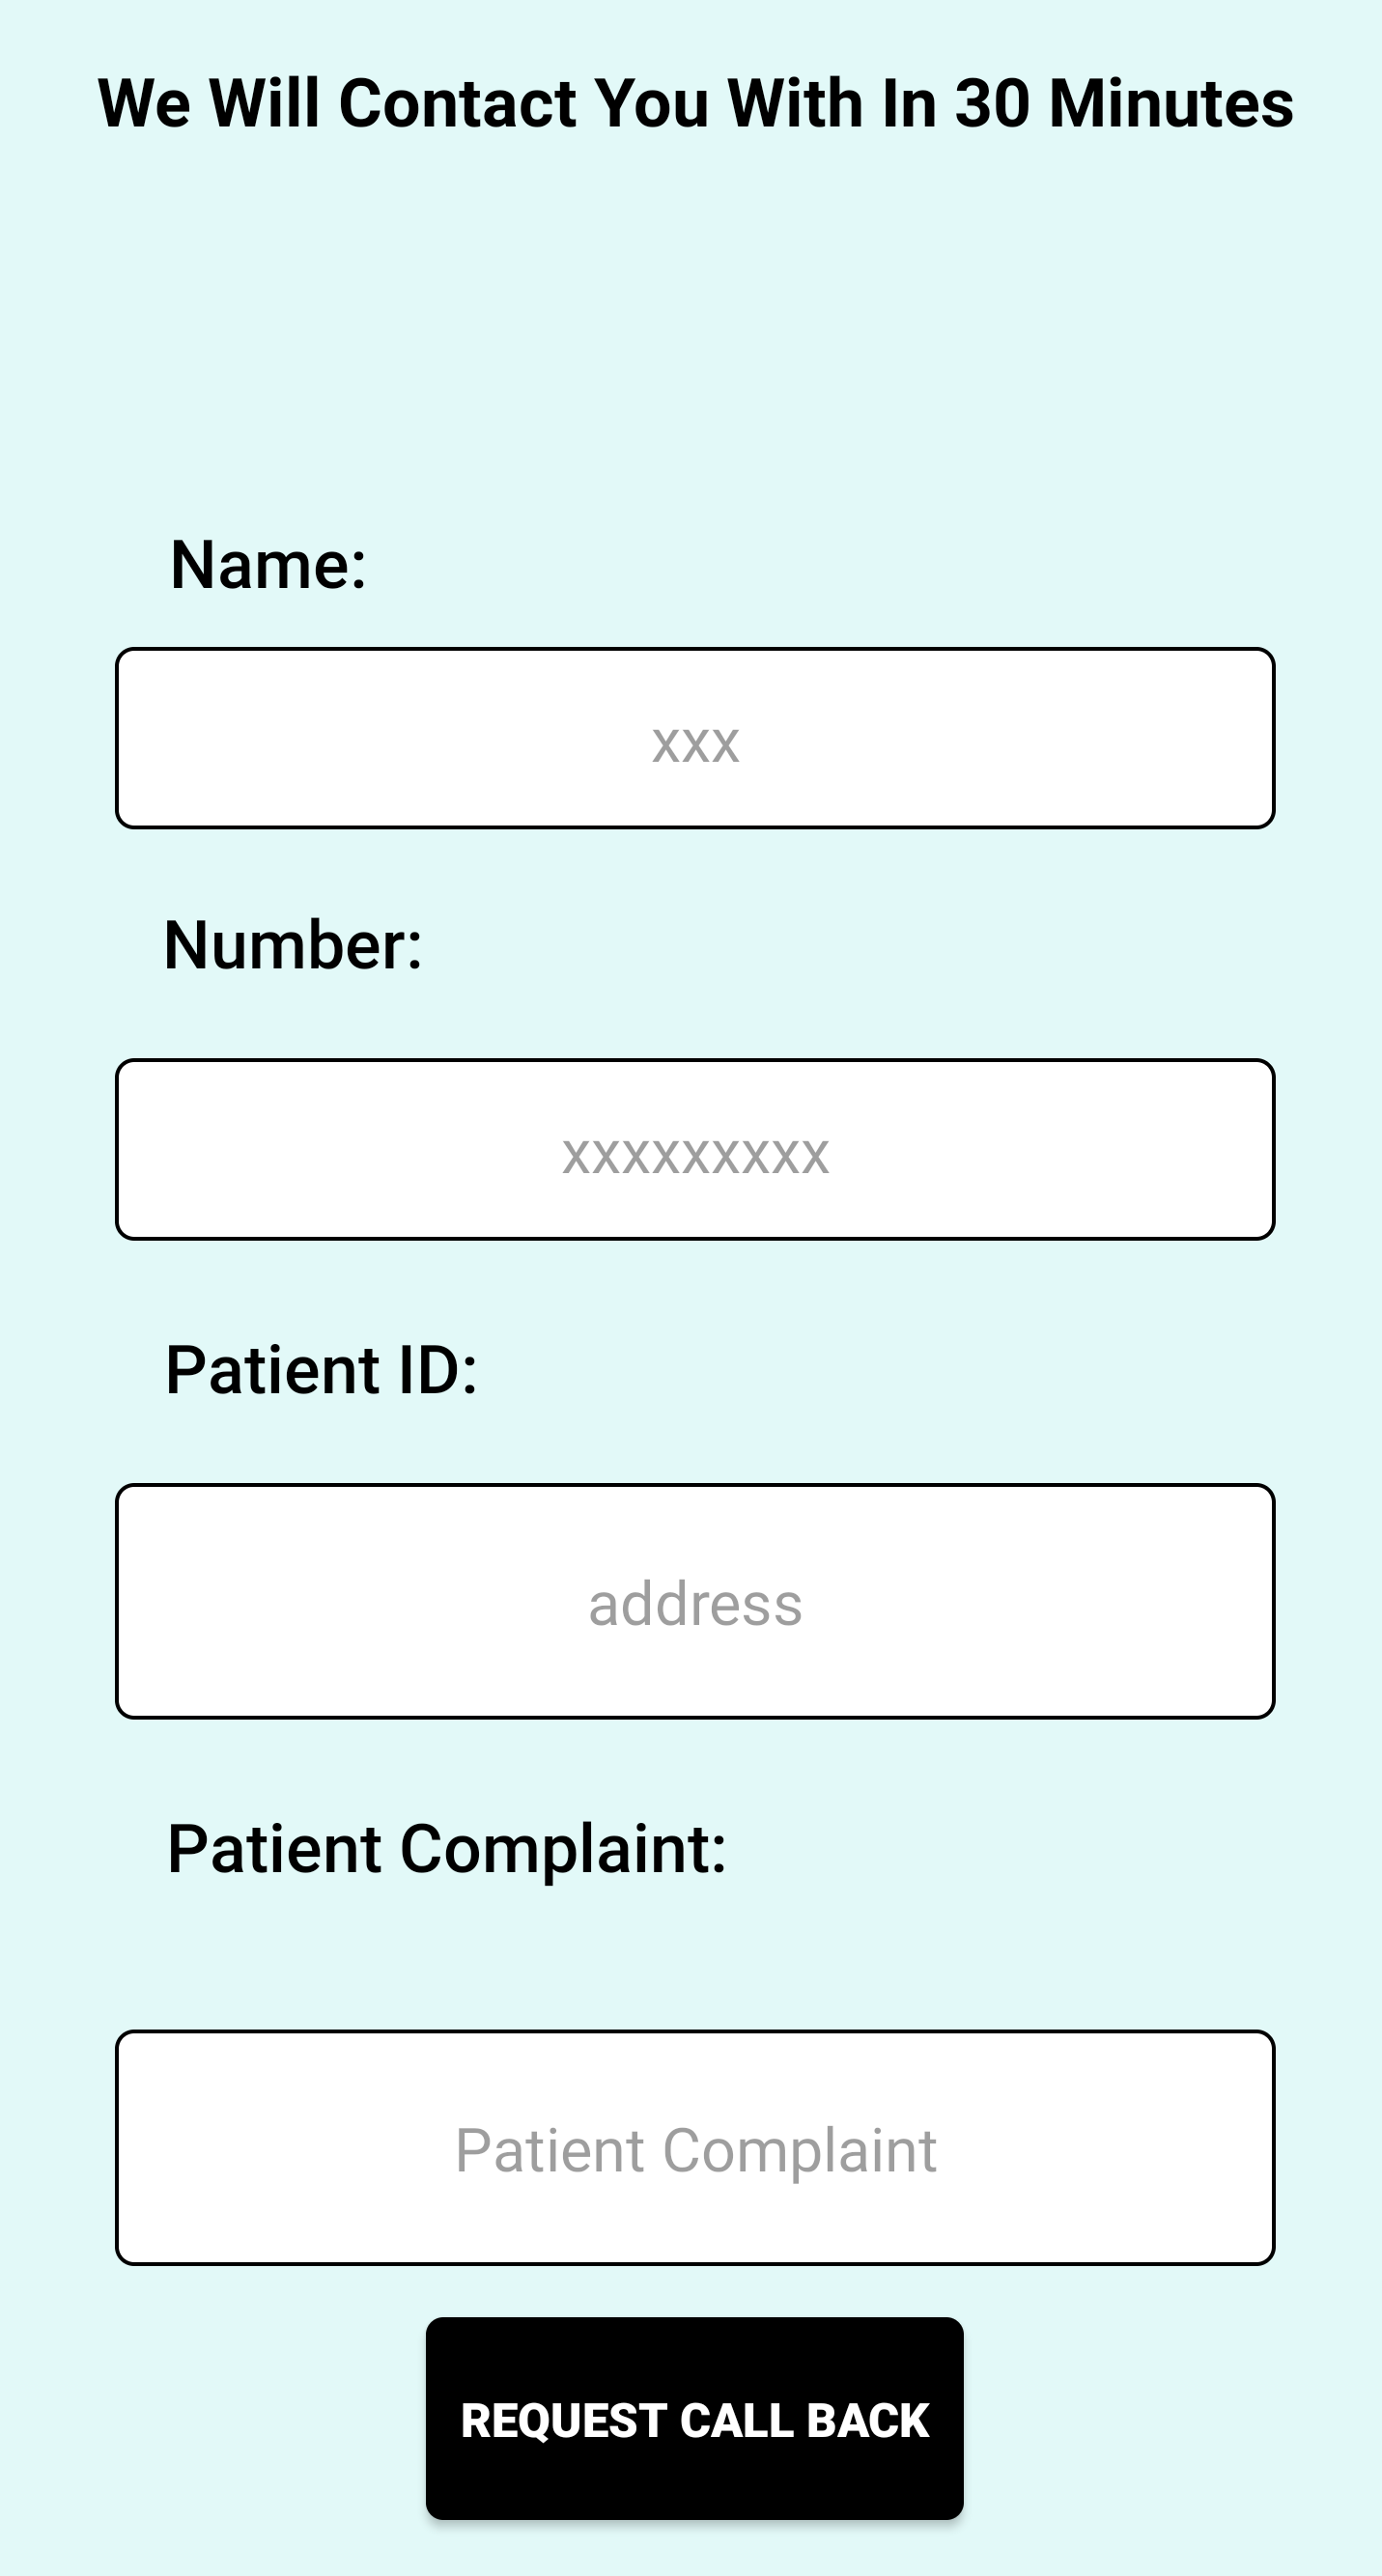 We Will Contact You With In 30 Minutes
Name:
xxx
Number:
xxxxxxxxx
Patient ID:
address
Patient Complaint:
Patient Complaint
REQUEST CALL BACK